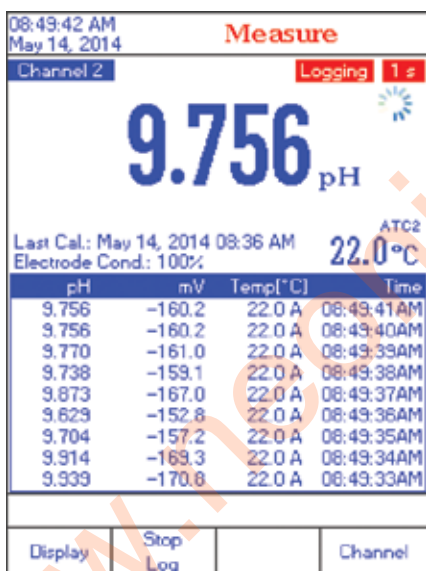 08:49:42 AM
May 14, 2014
Measure
Channel 2
Logging 1 s
9.756 pH
ATC2
22.0°C
Last Cal.: May 14, 2014 08:36 AM
Electrode Cond.: 100%
pH mV Temp[°C] Time
9.756 -160.2 22.0 A 08:49:41AM
9.756 -160.2 22.0 A 08:49:40AM
9.770 -161.0 22.0 A 08:49:39AM
9.738 -159.1 22.0 A 08:49:38AM
9.873 -167.0 22.0 A 08:49:37AM
9.629 -152.8 22.0 A 08:49:36AM
9.704 -157.2 22.0 A 08:49:35AM
9.914 -169.3 22.0 A 08:49:34AM
9.939 -170.8 22.0 A 08:49:33AM
Display
Stop
Log
Channel